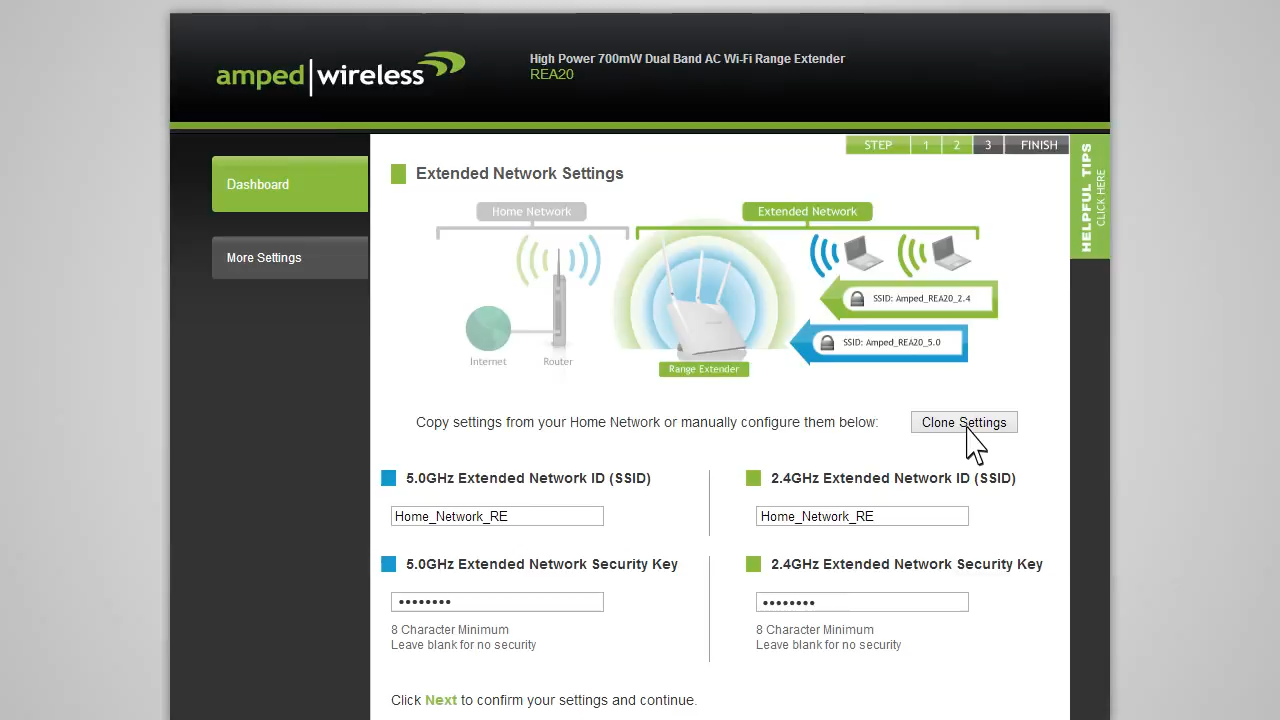 amped|wireless
High Power 700mW Dual Band AC Wi-Fi Range Extender
REA20
STEP 1 2 3 FINISH
HELPFUL TIPS
CLICK HERE
Dashboard
More Settings
Extended Network Settings
Home Network
Extended Network
SSID: Amped_REA20_2.4
SSID: Amped_REA20_5.0
Internet
Router
Range Extender
Copy settings from your Home Network or manually configure them below:
Clone Settings
5.0GHz Extended Network ID (SSID)
2.4GHz Extended Network ID (SSID)
Home_Network_RE
Home_Network_RE
5.0GHz Extended Network Security Key
2.4GHz Extended Network Security Key
••••••••
••••••••
8 Character Minimum
Leave blank for no security
8 Character Minimum
Leave blank for no security
Click Next to confirm your settings and continue.